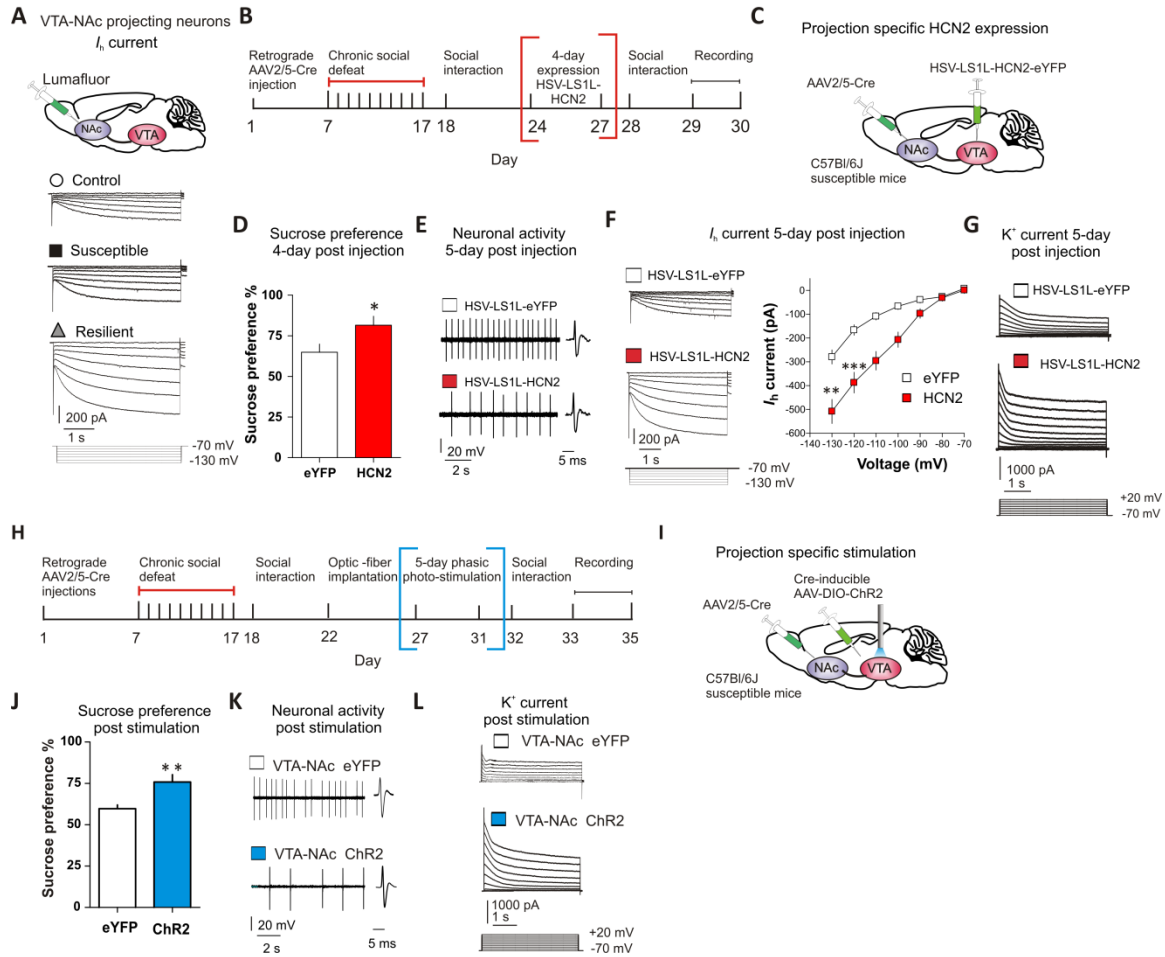 A
VTA-NAc projecting neurons
Ih current
Lumafluor
NAc
VTA
Control
Susceptible
Resilient
200 pA
1 s
-70 mV
-130 mV
B
Retrograde
AAV2/5-Cre
injection
Chronic social
defeat
Social
interaction
4-day
expression
HSV-LS1L-
HCN2
Social
interaction
Recording
1
7
17
18
24
27
28
29
30
Day
C
Projection specific HCN2 expression
HSV-LS1L-HCN2-eYFP
AAV2/5-Cre
NAc
VTA
C57Bl/6J
susceptible mice
D
Sucrose preference
4-day post injection
Sucrose preference %
100
75
50
25
0
*
eYFP
HCN2
E
Neuronal activity
5-day post injection
HSV-LS1L-eYFP
HSV-LS1L-HCN2
20 mV
2 s
5 ms
F
Ih current 5-day post injection
HSV-LS1L-eYFP
HSV-LS1L-HCN2
200 pA
1 s
-70 mV
-130 mV
Ih current (pA)
0
-100
-200
-300
-400
-500
-600
***
**
eYFP
HCN2
-130
-120
-110
-100
-90
-80
-70
Voltage (mV)
G
K+ current 5-day
post injection
HSV-LS1L-eYFP
HSV-LS1L-HCN2
1000 pA
1 s
+20 mV
-70 mV
H
Retrograde
AAV2/5-Cre
injections
Chronic social
defeat
Social
interaction
Optic -fiber
implantation
5-day phasic
photo-stimulation
Social
interaction
Recording
1
7
17
18
22
27
31
32
33
35
Day
I
Projection specific stimulation
Cre-inducible
AAV-DIO-ChR2
AAV2/5-Cre
NAc
VTA
C57Bl/6J
susceptible mice
J
Sucrose preference
post stimulation
Sucrose preference %
100
75
50
25
0
**
eYFP
ChR2
K
Neuronal activity
post stimulation
VTA-NAc eYFP
VTA-NAc ChR2
20 mV
2 s
5 ms
L
K+ current
post stimulation
VTA-NAc eYFP
VTA-NAc ChR2
1000 pA
1 s
+20 mV
-70 mV